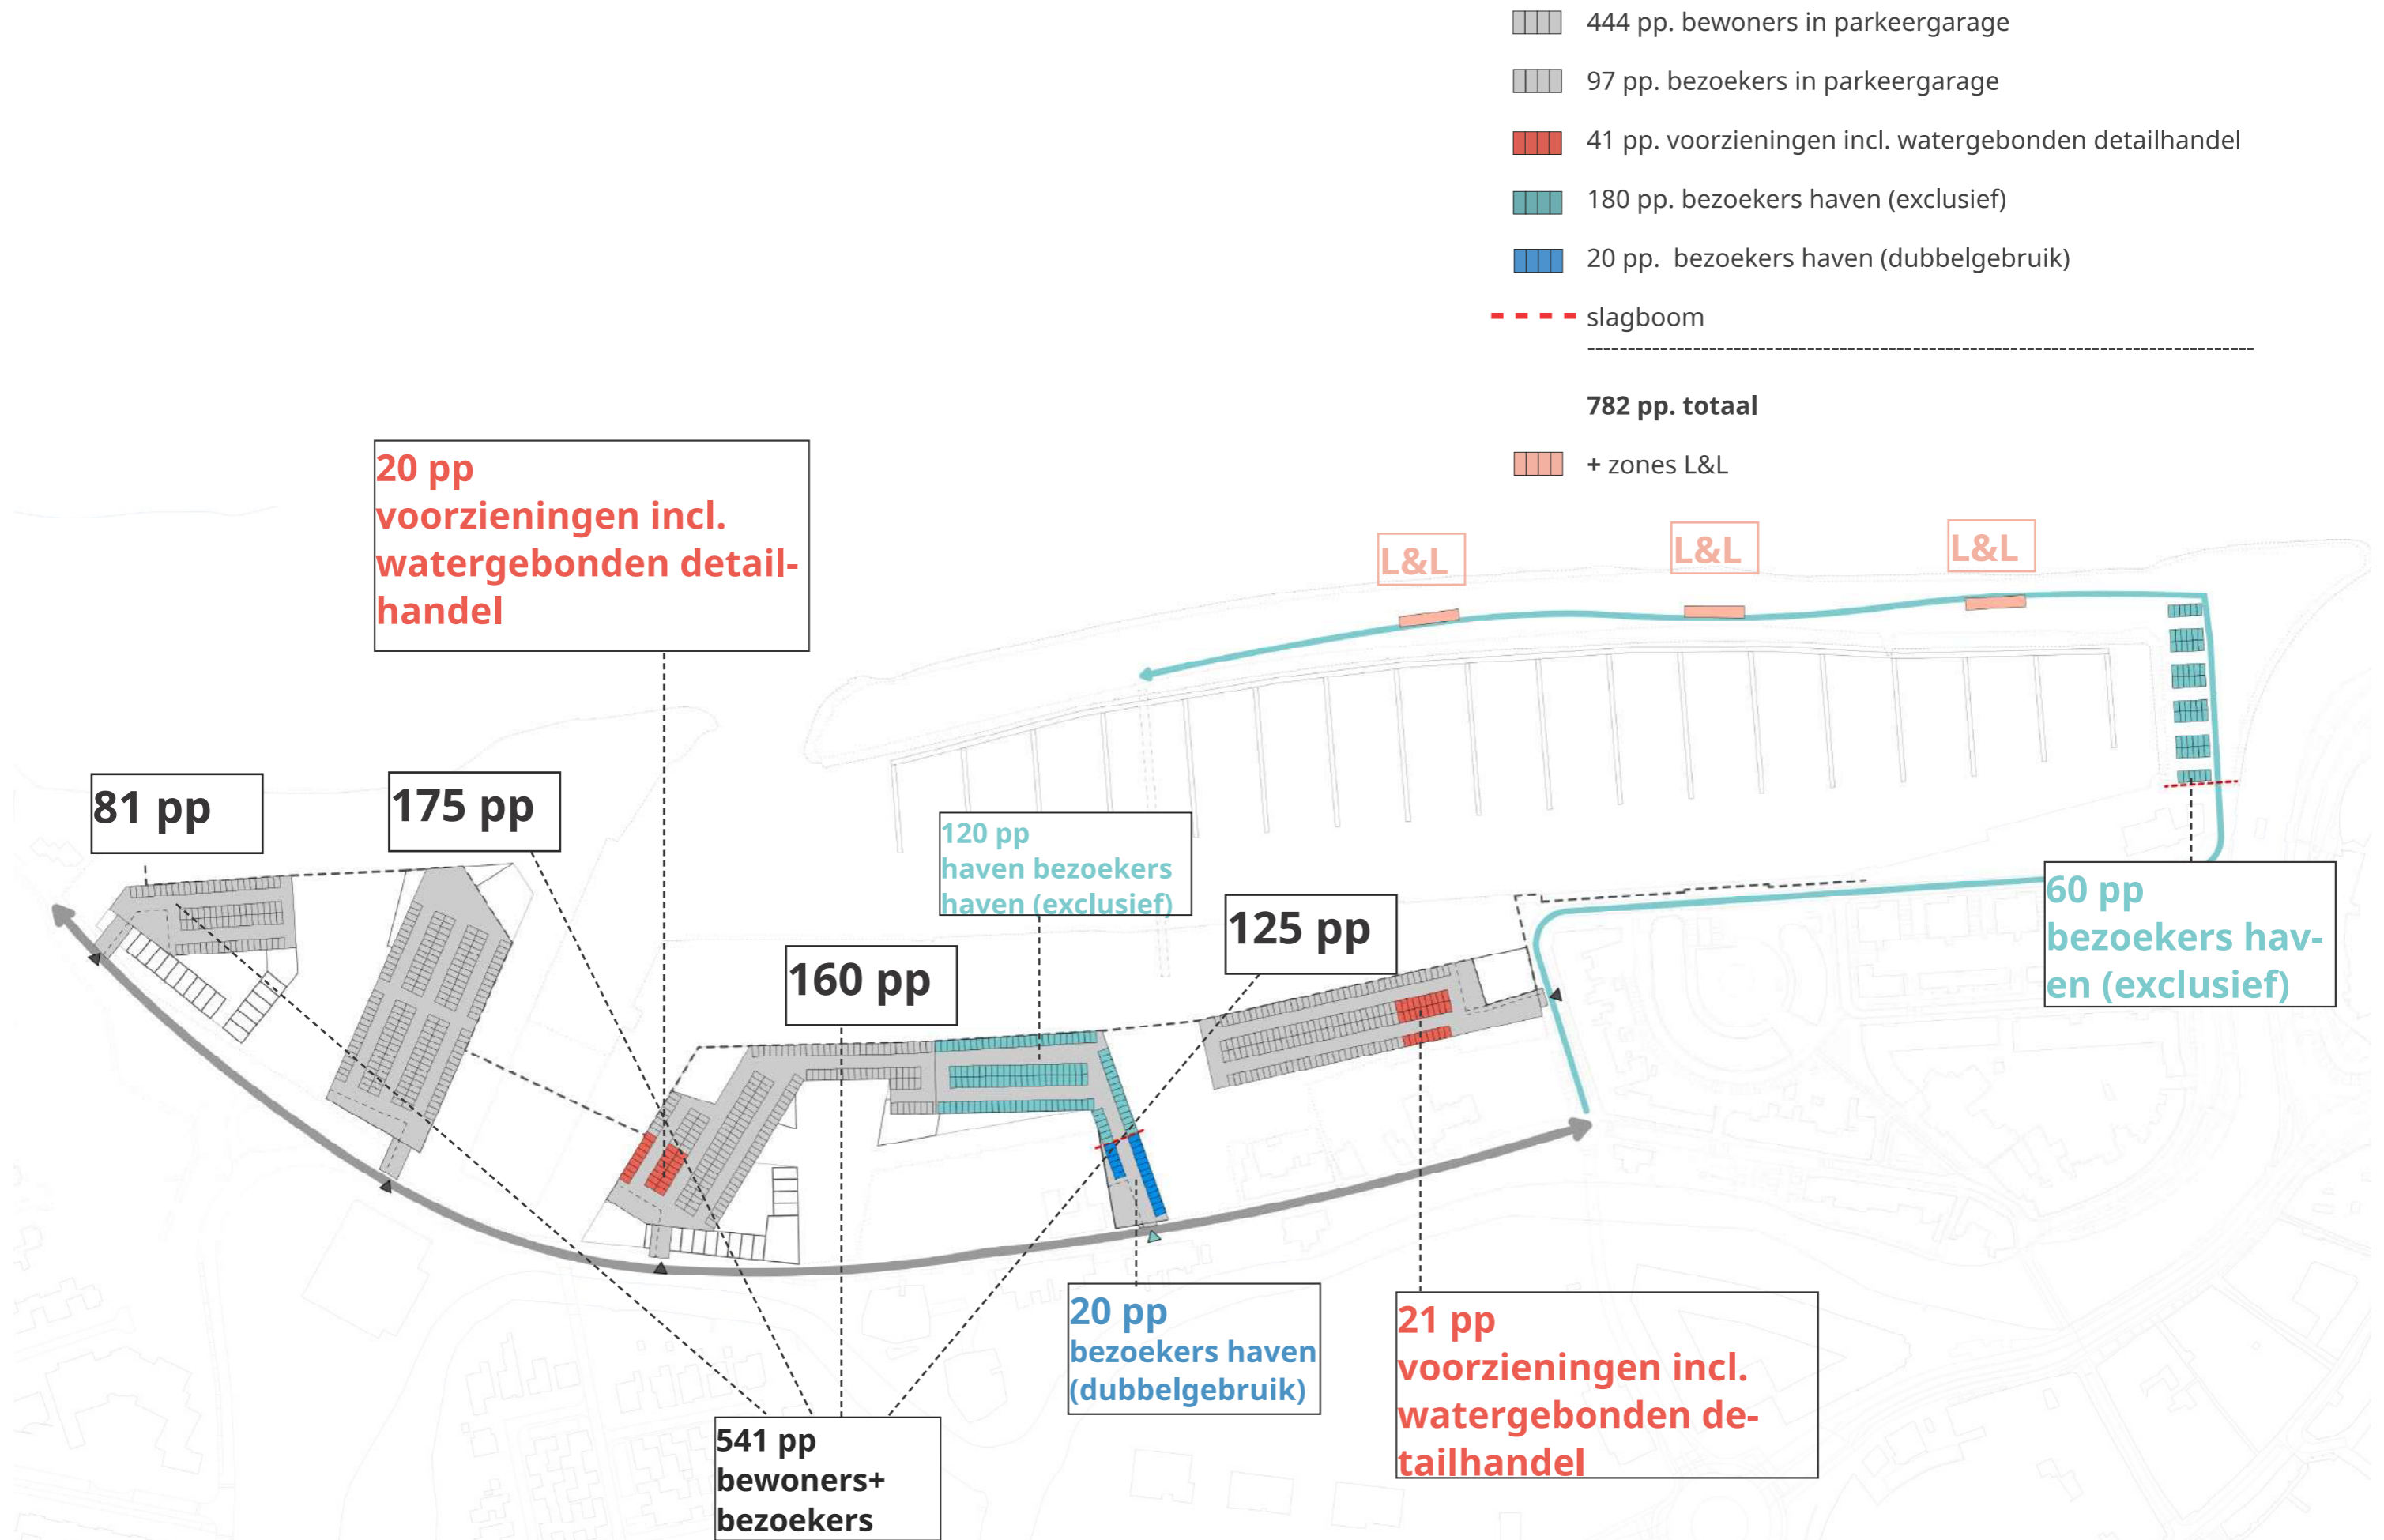 444 pp. bewoners in parkeergarage
97 pp. bezoekers in parkeergarage
41 pp. voorzieningen incl. watergebonden detailhandel
180 pp. bezoekers haven (exclusief)
20 pp.  bezoekers haven (dubbelgebruik)
slagboom
782 pp. totaal
+ zones L&L
20 pp
voorzieningen incl.
watergebonden detail-
handel
L&L
L&L
L&L
81 pp
175 pp
120 pp
haven bezoekers
haven (exclusief)
60 pp
bezoekers hav-
en (exclusief)
125 pp
160 pp
20 pp
bezoekers haven
(dubbelgebruik)
21 pp
voorzieningen incl.
watergebonden de-
tailhandel
541 pp
bewoners+
bezoekers